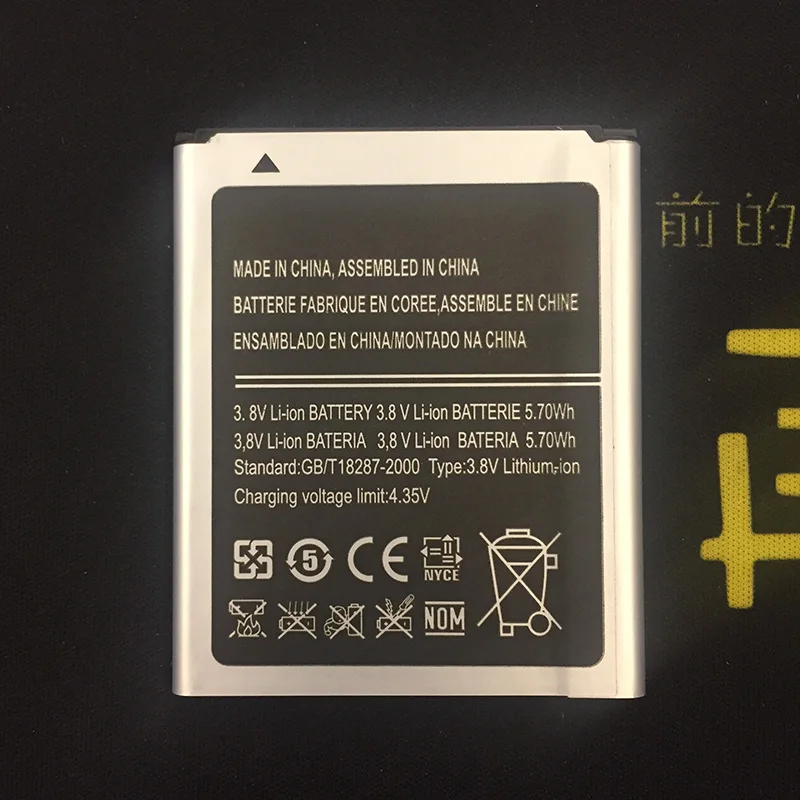 MADE IN CHINA, ASSEMBLED IN CHINA
BATTERIE FABRIQUE EN COREE,ASSEMBLE EN CHINE
ENSAMBLADO EN CHINA/MONTADO NA CHINA
3. 8V Li-ion BATTERY 3.8 V Li-ion BATTERIE 5.70Wh
3,8V Li-ion BATERIA 3,8 V Li-ion BATERIA 5.70Wh
Standard:GB/T18287-2000 Type:3.8V Lithium-ion
Charging voltage limit:4.35V
5 CE NYCE
NOM
前的